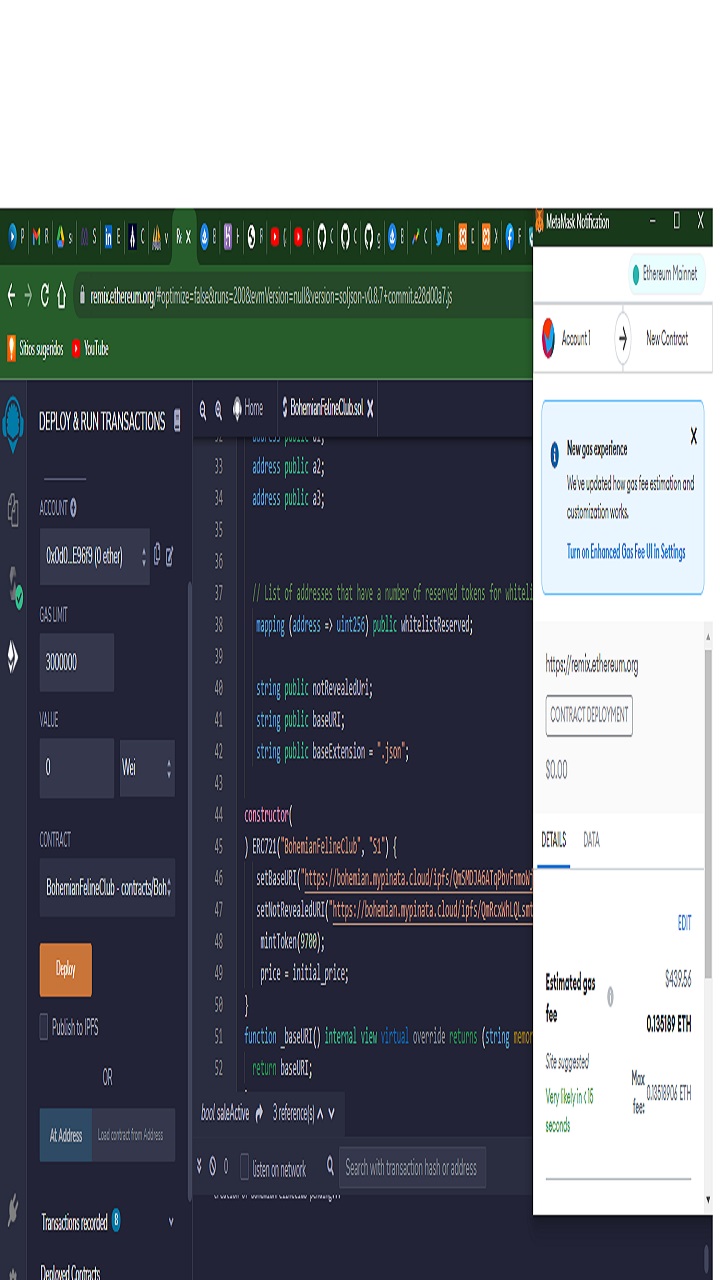 MetaMask Notification
remix.ethereum.org/#optimize=false&runs=200&evmVersion=null&version=soljson-v0.8.7+commit.e28d00a7.js
Sitios sugeridos
YouTube
DEPLOY & RUN TRANSACTIONS
ACCOUNT
0x0d0...E96f9 (0 ether)
GAS LIMIT
3000000
VALUE
0
Wei
CONTRACT
BohemianFelineClub - contracts/Boh
Deploy
Publish to IPFS
OR
At Address
Load contract from Address
Transactions recorded
8
Deployed Contracts
Home
BohemianFelineClub.sol
32 address public a1;
33 address public a2;
34 address public a3;
35
36
37 // List of addresses that have a number of reserved tokens for whiteli
38 mapping (address => uint256) public whitelistReserved;
39
40 string public notRevealedUri;
41 string public baseURI;
42 string public baseExtension = ".json";
43
44 constructor(
45 ) ERC721("BohemianFelineClub", "S1") {
46 setBaseURI("https://bohemian.mypinata.cloud/ipfs/
47 setNotRevealedURI("https://bohemian.mypinata.cloud/ipfs/
48 mintToken(9700);
49 price = initial_price;
50 }
51 function _baseURI() internal view virtual override returns (string memor
52 return baseURI;
bool saleActive
3 reference(s)
0
listen on network
Search with transaction hash or address
creation of Bohemian pending...
Ethereum Mainnet
Account 1
New Contract
New gas experience
We've updated how gas fee estimation and
customization works.
Turn on Enhanced Gas Fee UI in Settings
https://remix.ethereum.org
CONTRACT DEPLOYMENT
$0.00
DETAILS
DATA
EDIT
Estimated gas
fee
$439.56
0.135189 ETH
Site suggested
Very likely in < 15
seconds
Max
fee:
0.13518906 ETH